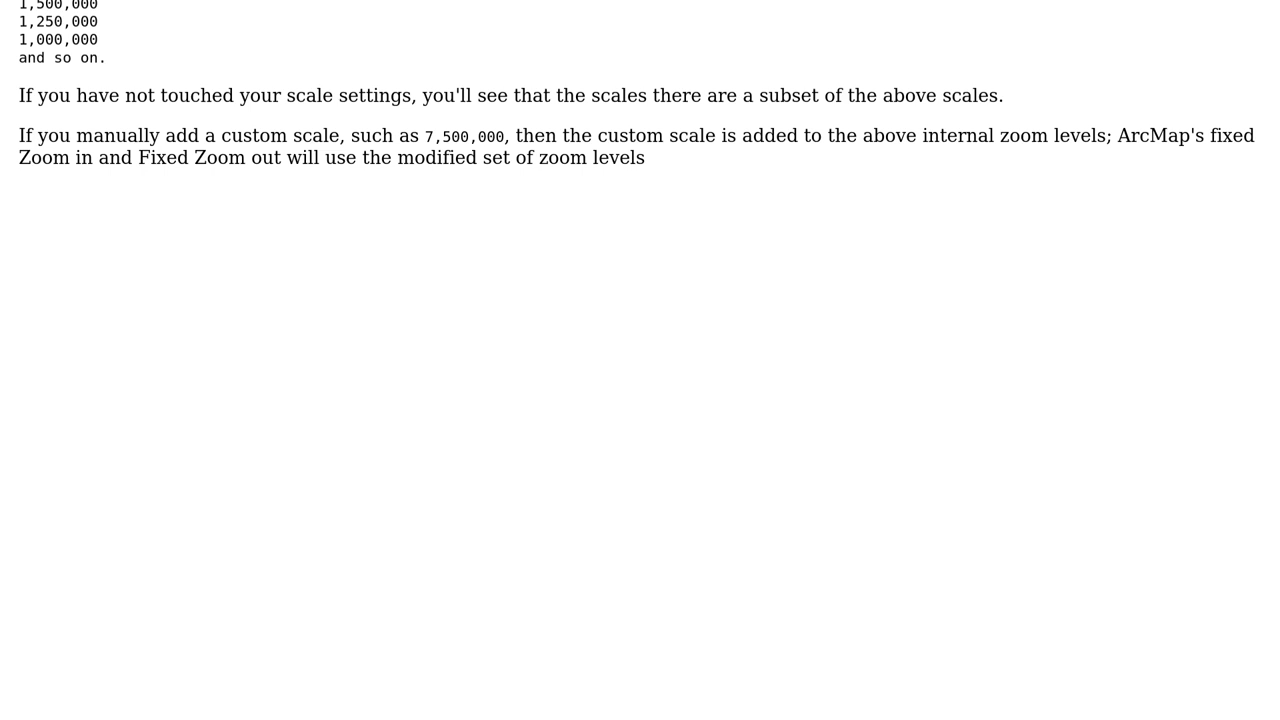 1,500,000
1,250,000
1,000,000
and so on.
If you have not touched your scale settings, you'll see that the scales there are a subset of the above scales.
If you manually add a custom scale, such as 7,500,000, then the custom scale is added to the above internal zoom levels; ArcMap's fixed
Zoom in and Fixed Zoom out will use the modified set of zoom levels